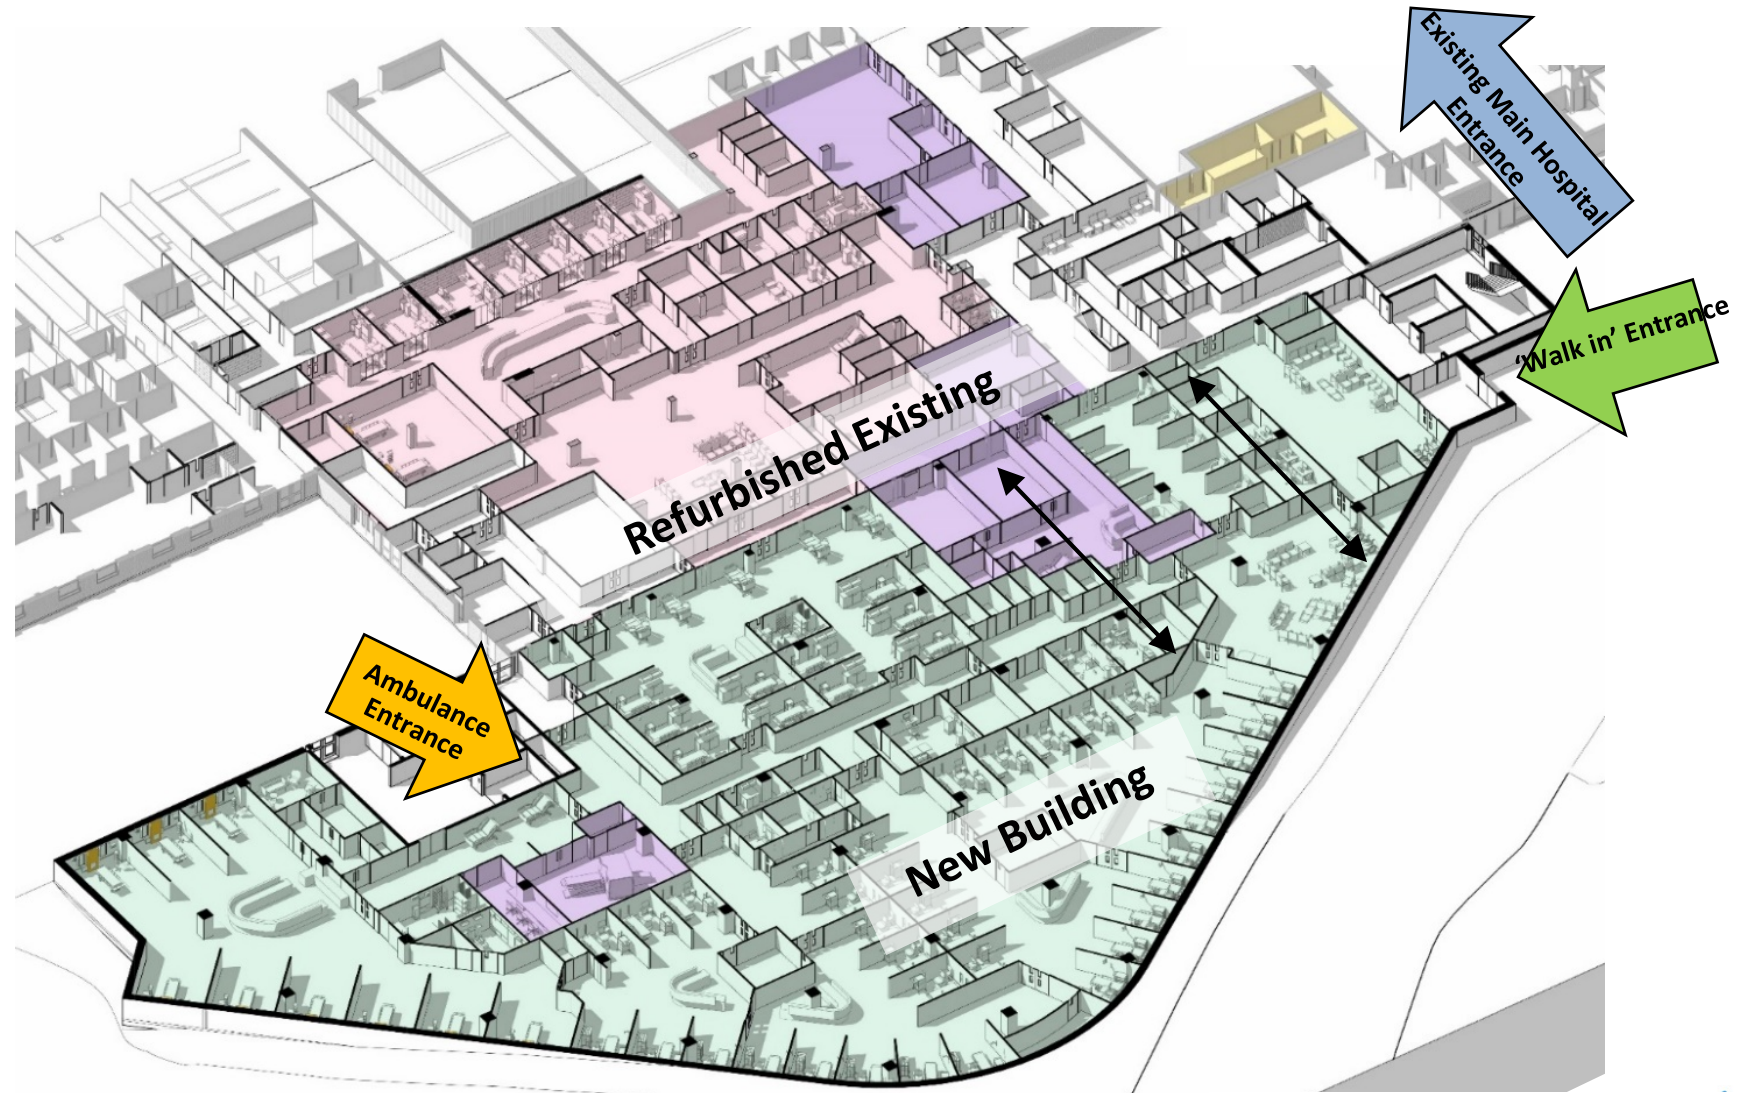 Existing Main Hospital
Entrance
‘Walk in’ Entrance
Refurbished Existing
Ambulance
Entrance
New Building